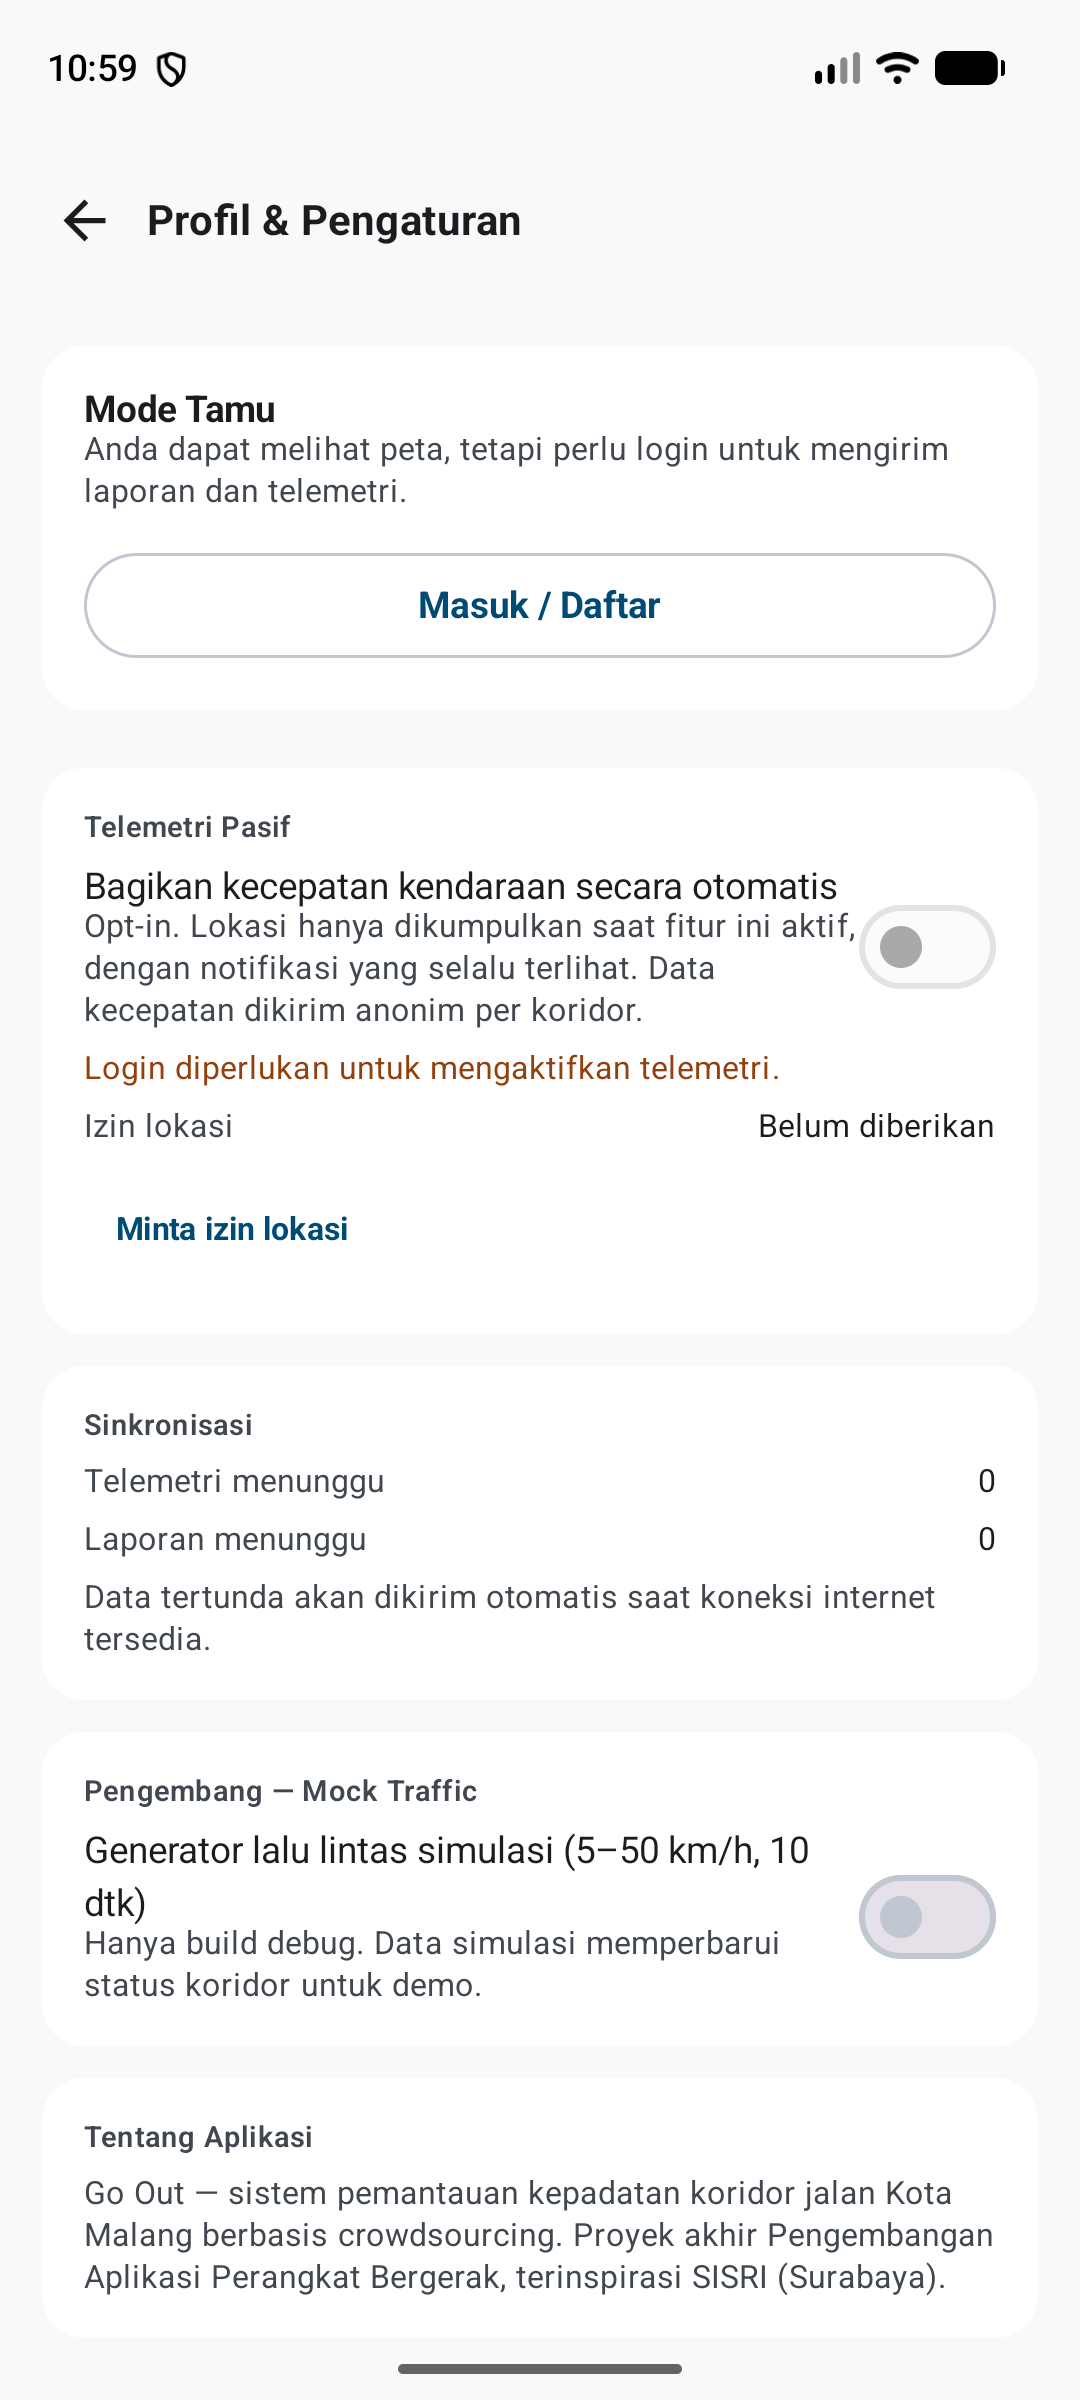 10:59
Profil & Pengaturan
Mode Tamu
Anda dapat melihat peta, tetapi perlu login untuk mengirim
laporan dan telemetri.
Masuk / Daftar
Telemetri Pasif
Bagikan kecepatan kendaraan secara otomatis
Opt-in. Lokasi hanya dikumpulkan saat fitur ini aktif,
dengan notifikasi yang selalu terlihat. Data
kecepatan dikirim anonim per koridor.
Login diperlukan untuk mengaktifkan telemetri.
Izin lokasi Belum diberikan
Minta izin lokasi
Sinkronisasi
Telemetri menunggu 0
Laporan menunggu 0
Data tertunda akan dikirim otomatis saat koneksi internet
tersedia.
Pengembang — Mock Traffic
Generator lalu lintas simulasi (5–50 km/h, 10
dtk)
Hanya build debug. Data simulasi memperbarui
status koridor untuk demo.
Tentang Aplikasi
Go Out — sistem pemantauan kepadatan koridor jalan Kota
Malang berbasis crowdsourcing. Proyek akhir Pengembangan
Aplikasi Perangkat Bergerak, terinspirasi SISRI (Surabaya).